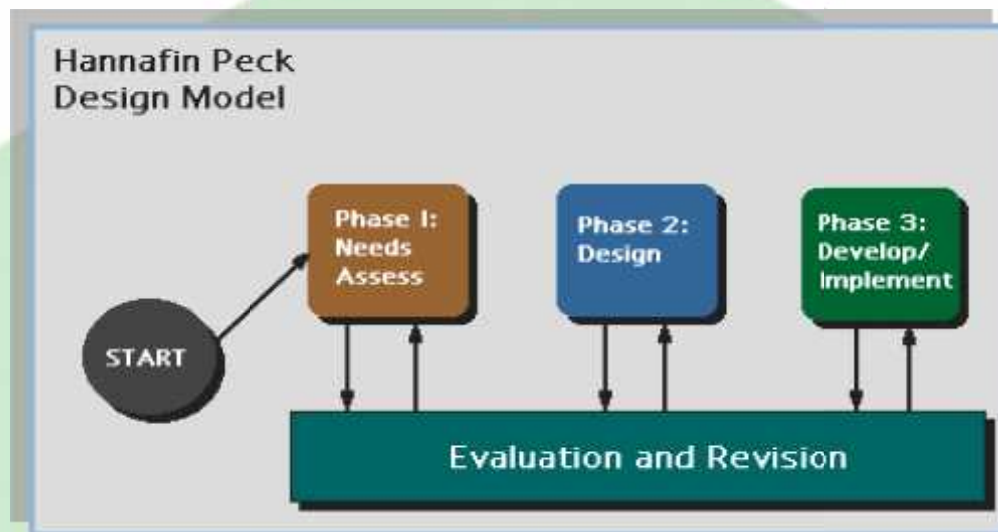 Hannafin Peck
Design Model
Phase 1:
Needs
Assess
Phase 2:
Design
Phase 3:
Develop/
Implement
START
Evaluation and Revision